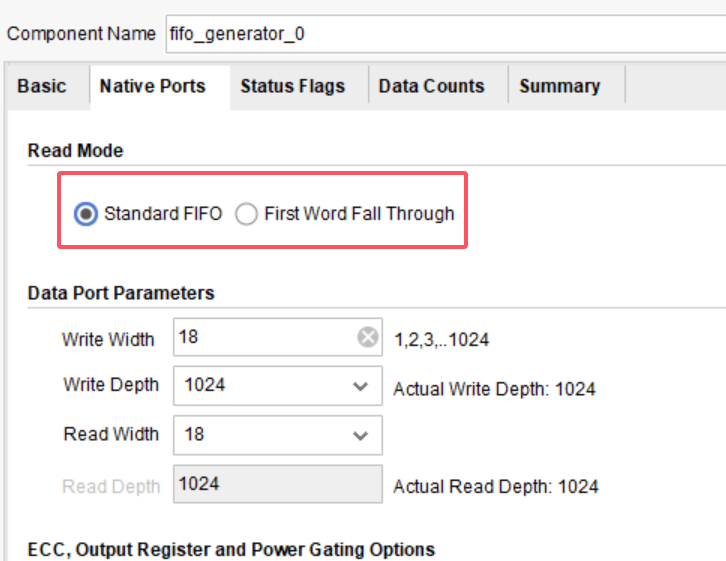 Component Name fifo_generator_0
Basic Native Ports Status Flags Data Counts Summary
Read Mode
Standard FIFO First Word Fall Through
Data Port Parameters
Write Width 18 1,2,3,..1024
Write Depth 1024 Actual Write Depth: 1024
Read Width 18
Read Depth 1024 Actual Read Depth: 1024
ECC, Output Register and Power Gating Options